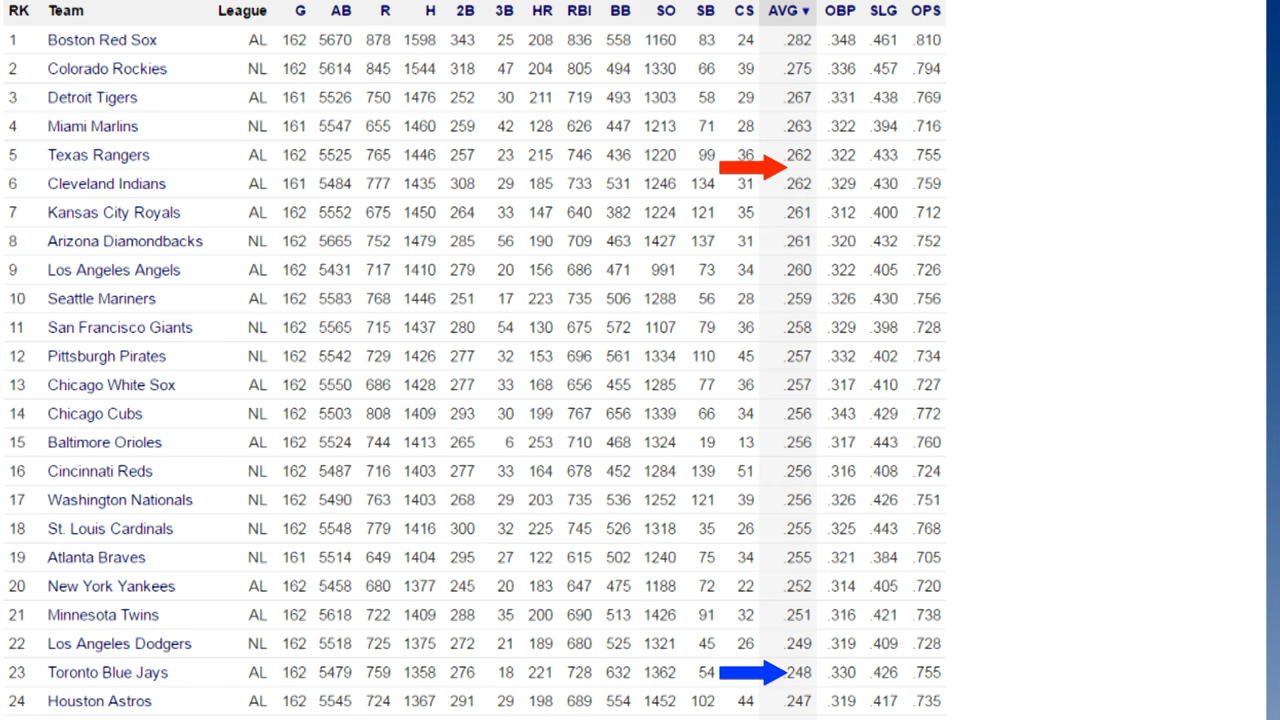 RK Team League G AB R H 2B 3B HR RBI BB SO SB CS AVG ▼ OBP SLG OPS
1 Boston Red Sox AL 162 5670 878 1598 343 25 208 836 558 1160 83 24 .282 .348 .461 .810
2 Colorado Rockies NL 162 5614 845 1544 318 47 204 805 494 1330 66 39 .275 .336 .457 .794
3 Detroit Tigers AL 161 5526 750 1476 252 30 211 719 493 1303 58 29 .267 .331 .438 .769
4 Miami Marlins NL 161 5547 655 1460 259 42 128 626 447 1213 71 28 .263 .322 .394 .716
5 Texas Rangers AL 162 5525 765 1446 257 23 215 746 436 1220 99 36 .262 .322 .433 .755
6 Cleveland Indians AL 161 5484 777 1435 308 29 185 733 531 1246 134 31 .262 .329 .430 .759
7 Kansas City Royals AL 162 5552 675 1450 264 33 147 640 382 1224 121 35 .261 .312 .400 .712
8 Arizona Diamondbacks NL 162 5665 752 1479 285 56 190 709 463 1427 137 31 .261 .320 .432 .752
9 Los Angeles Angels AL 162 5431 717 1410 279 20 156 686 471 991 73 34 .260 .322 .405 .726
10 Seattle Mariners AL 162 5583 768 1446 251 17 223 735 506 1288 56 28 .259 .326 .430 .756
11 San Francisco Giants NL 162 5565 715 1437 280 54 130 675 572 1107 79 36 .258 .329 .398 .728
12 Pittsburgh Pirates NL 162 5542 729 1426 277 32 153 696 561 1334 110 45 .257 .332 .402 .734
13 Chicago White Sox AL 162 5550 686 1428 277 33 168 656 455 1285 77 36 .257 .317 .410 .727
14 Chicago Cubs NL 162 5503 808 1409 293 30 199 767 656 1339 66 34 .256 .343 .429 .772
15 Baltimore Orioles AL 162 5524 744 1413 265 6 253 710 468 1324 19 13 .256 .317 .443 .760
16 Cincinnati Reds NL 162 5487 716 1403 277 33 164 678 452 1284 139 51 .256 .316 .408 .724
17 Washington Nationals NL 162 5490 763 1403 268 29 203 735 536 1252 121 39 .256 .326 .426 .751
18 St. Louis Cardinals NL 162 5548 779 1416 300 32 225 745 526 1318 35 26 .255 .325 .443 .768
19 Atlanta Braves NL 161 5514 649 1404 295 27 122 615 502 1240 75 34 .255 .321 .384 .705
20 New York Yankees AL 162 5458 680 1377 245 20 183 647 475 1188 72 22 .252 .314 .405 .720
21 Minnesota Twins AL 162 5618 722 1409 288 35 200 690 513 1426 91 32 .251 .316 .421 .738
22 Los Angeles Dodgers NL 162 5518 725 1375 272 21 189 680 525 1321 45 26 .249 .319 .409 .728
23 Toronto Blue Jays AL 162 5479 759 1358 276 18 221 728 632 1362 54 .248 .330 .426 .755
24 Houston Astros AL 162 5545 724 1367 291 29 198 689 554 1452 102 44 .247 .319 .417 .735